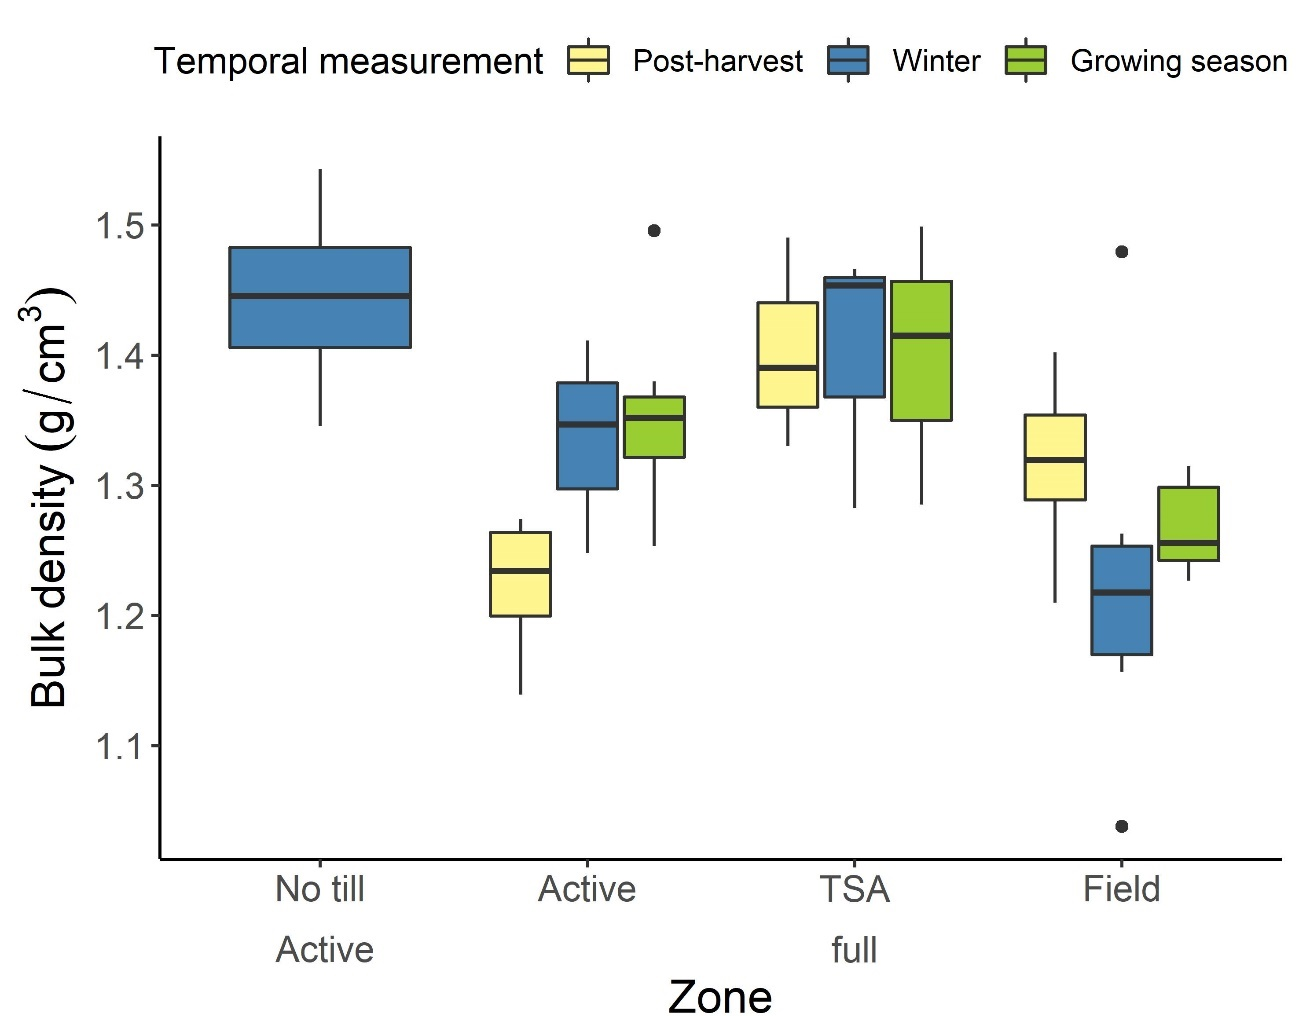 Temporal measurement Post-harvest Winter Growing season
Bulk density (g/cm³)
1.5
1.4
1.3
1.2
1.1
No till Active TSA Field
Active full
Zone